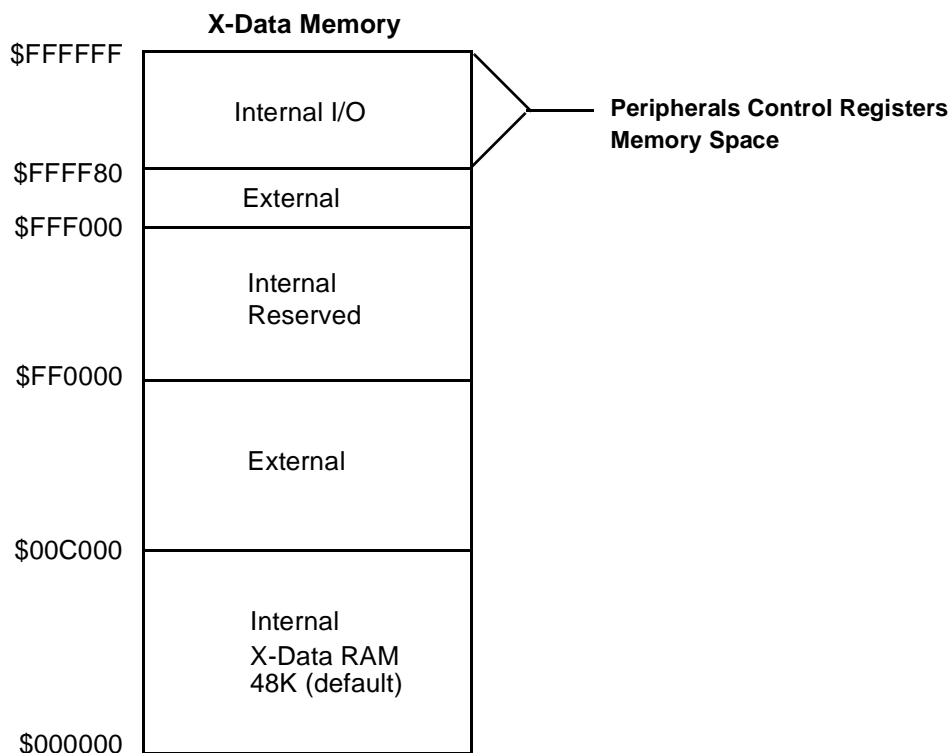 X-Data Memory
$FFFFFF
Internal I/O
Peripherals Control Registers
Memory Space
$FFFF80
External
$FFF000
Internal
Reserved
$FF0000
External
$00C000
Internal
X-Data RAM
48K (default)
$000000